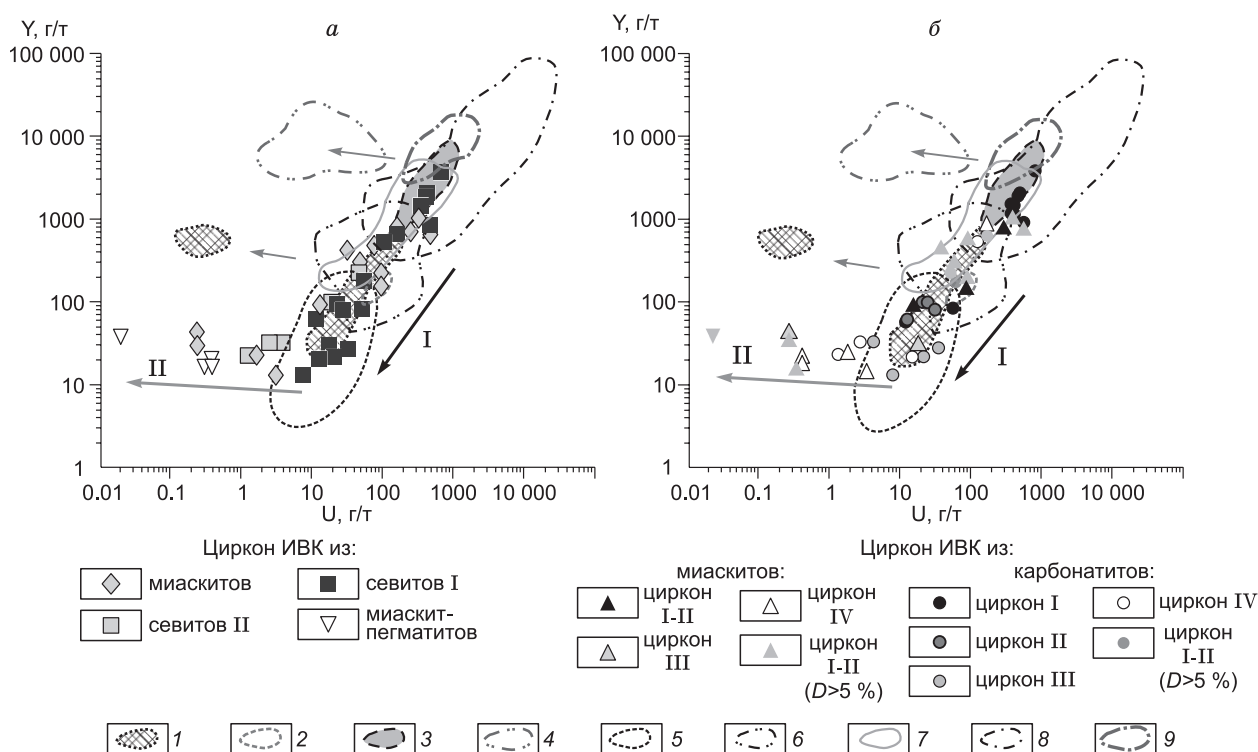 Y, г/т
а
100 000
10 000
1000
100
10
1
0.01 0.1 1 10 100 1000 10 000
U, г/т
I
II
Y, г/т
б
100 000
10 000
1000
100
10
1
0.01 0.1 1 10 100 1000 10 000
U, г/т
I
II
Циркон ИВК из:
миаскитов
севитов I
севитов II
миаскит-
пегматитов
Циркон ИВК из:
миаскитов:
карбонатитов:
циркон
I-II
циркон
IV
циркон
III
циркон
I-II
(D>5 %)
циркон I
циркон IV
циркон II
циркон
I-II
(D>5 %)
циркон III
1 2 3 4 5 6 7 8 9